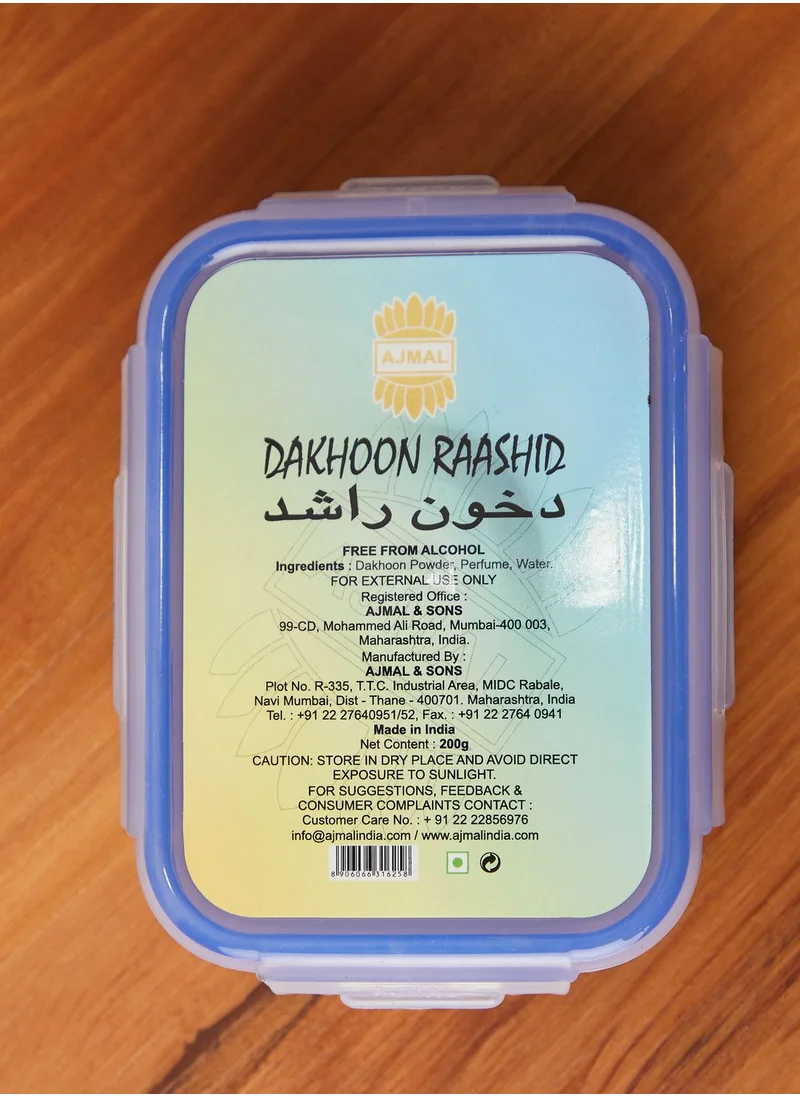 AJMAL
DAKHOON RAASHID
دخون راشد
FREE FROM ALCOHOL
Ingredients : Dakhoon Powder, Perfume, Water.
FOR EXTERNAL USE ONLY
Registered Office :
AJMAL & SONS
99-CD, Mohammed Ali Road, Mumbai-400 003,
Maharashtra, India.
Manufactured By :
AJMAL & SONS
Plot No. R-335, T.T.C. Industrial Area, MIDC Rabale,
Navi Mumbai, Dist - Thane - 400701. Maharashtra, India
Tel. : +91 22 27640951/52, Fax. : +91 22 2764 0941
Made in India
Net Content : 200g
CAUTION: STORE IN DRY PLACE AND AVOID DIRECT
EXPOSURE TO SUNLIGHT.
FOR SUGGESTIONS, FEEDBACK &
CONSUMER COMPLAINTS CONTACT :
Customer Care No. : + 91 22 22856976
info@ajmalindia.com / www.ajmalindia.com
8 906066 316258